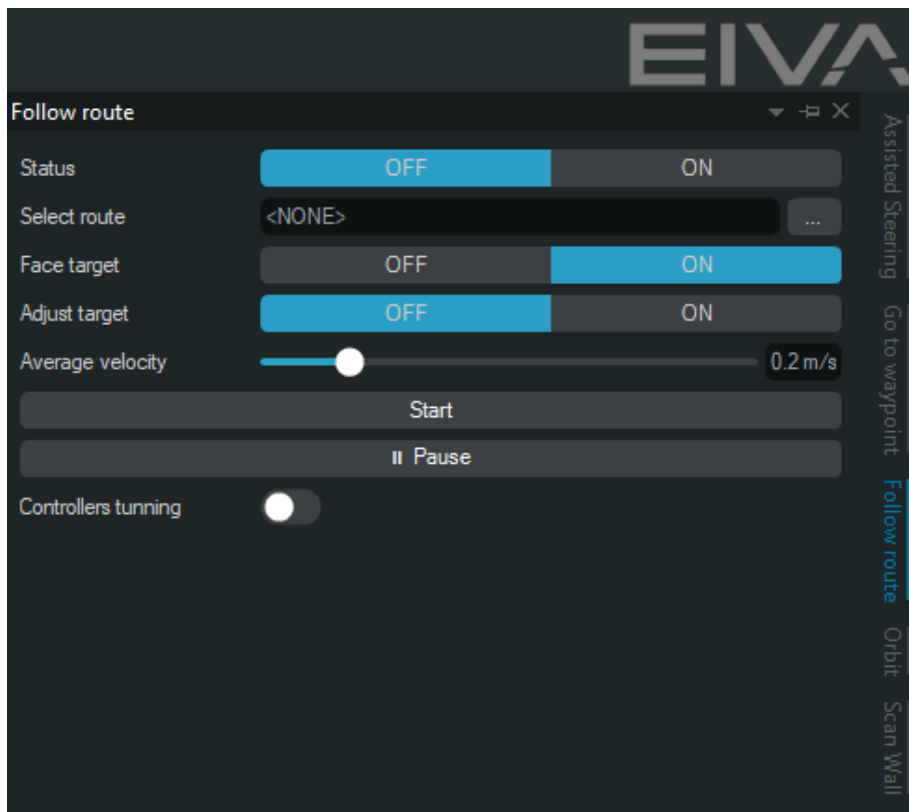 EIVA
Follow route
Status OFF ON
Select route <NONE> ...
Face target OFF ON
Adjust target OFF ON
Average velocity 0.2 m/s
Start
Pause
Controllers tunning
Assisted Steering
Go to waypoint
Follow route
Orbit
Scan Wall